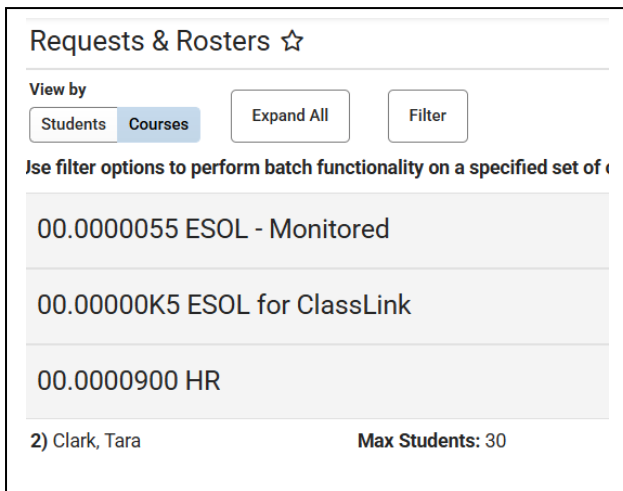 Requests & Rosters ☆
View by
Students Courses Expand All Filter
Use filter options to perform batch functionality on a specified set of
00.0000055 ESOL - Monitored
00.00000K5 ESOL for ClassLink
00.0000900 HR
2) Clark, Tara Max Students: 30